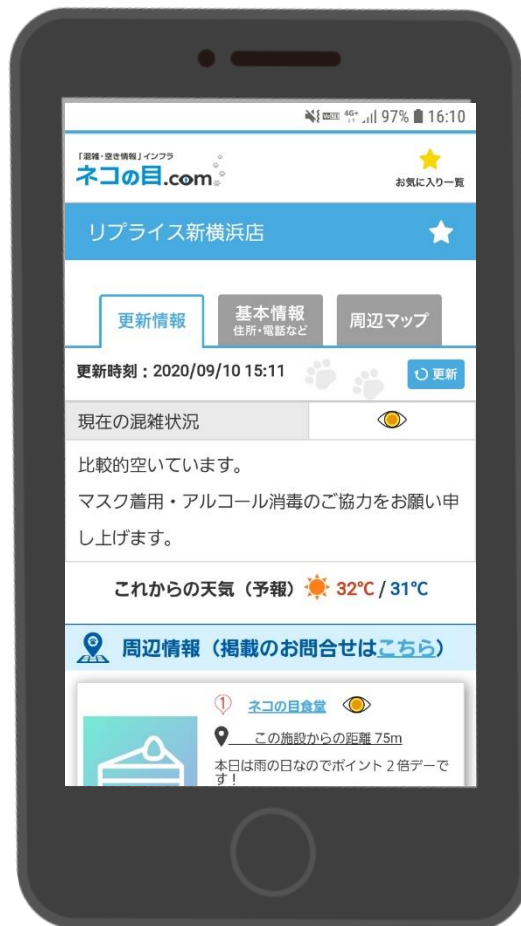 4G+ 97% 16:10
「混雑・空き情報」インフラ
ネコの目.com
お気に入り一覧
リプライス新横浜店
更新情報
基本情報
住所・電話など
周辺マップ
更新時刻：2020/09/10 15:11
更新
現在の混雑状況
比較的空いています。
マスク着用・アルコール消毒のご協力をお願い申
し上げます。
これからの天気（予報） 32℃ / 31℃
周辺情報（掲載のお問合せはこちら）
1 ネコの目食堂
この施設からの距離 75m
本日は雨の日なのでポイント２倍デーで
す！